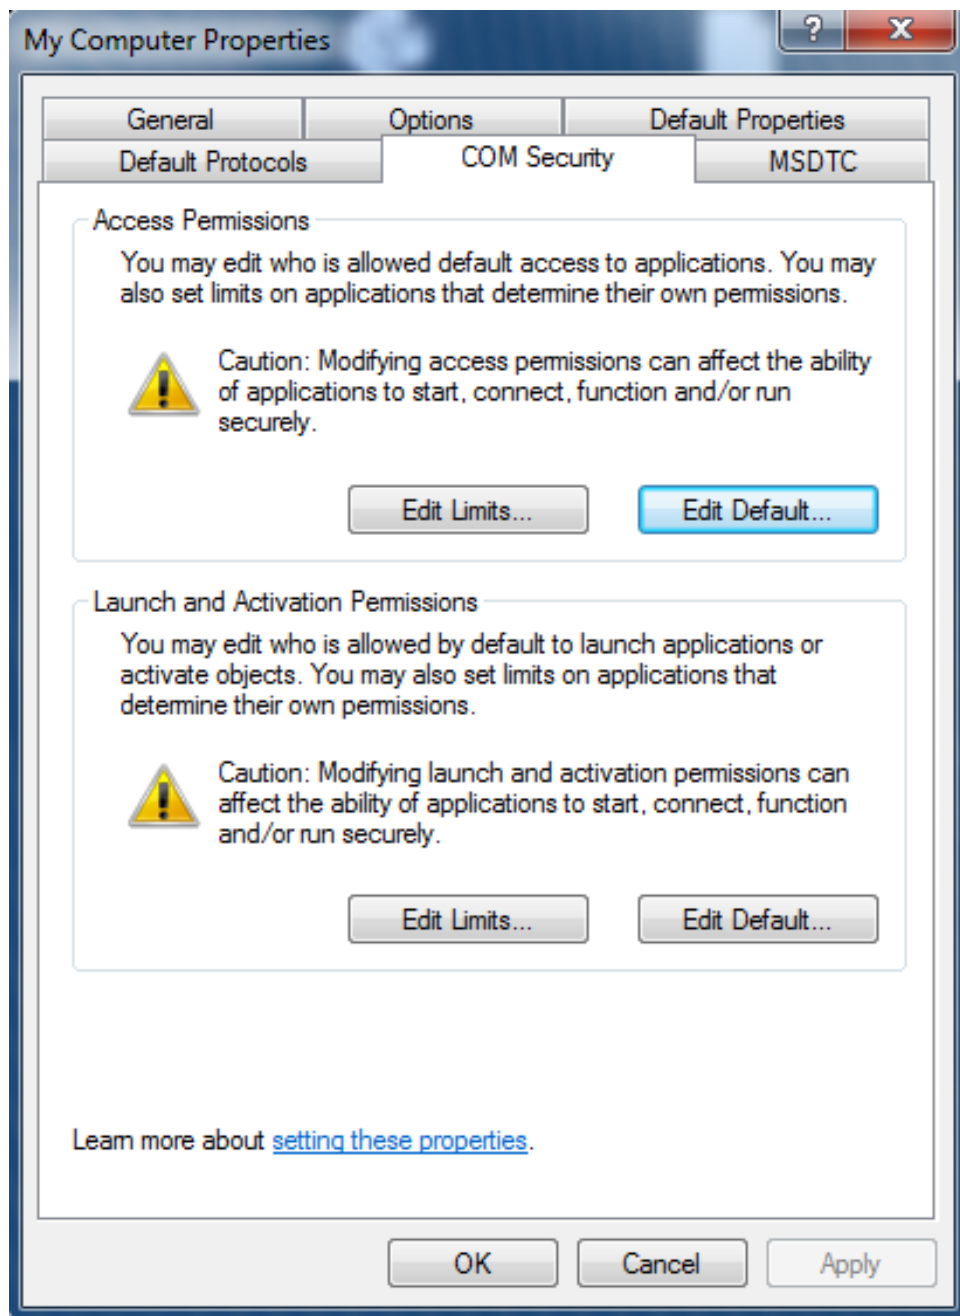 My Computer Properties
?
X
General
Options
Default Properties
Default Protocols
COM Security
MSDTC
Access Permissions
You may edit who is allowed default access to applications. You may
also set limits on applications that determine their own permissions.
Caution: Modifying access permissions can affect the ability
of applications to start, connect, function and/or run
securely.
Edit Limits...
Edit Default...
Launch and Activation Permissions
You may edit who is allowed by default to launch applications or
activate objects. You may also set limits on applications that
determine their own permissions.
Caution: Modifying launch and activation permissions can
affect the ability of applications to start, connect, function
and/or run securely.
Edit Limits...
Edit Default...
Learn more about setting these properties.
OK
Cancel
Apply